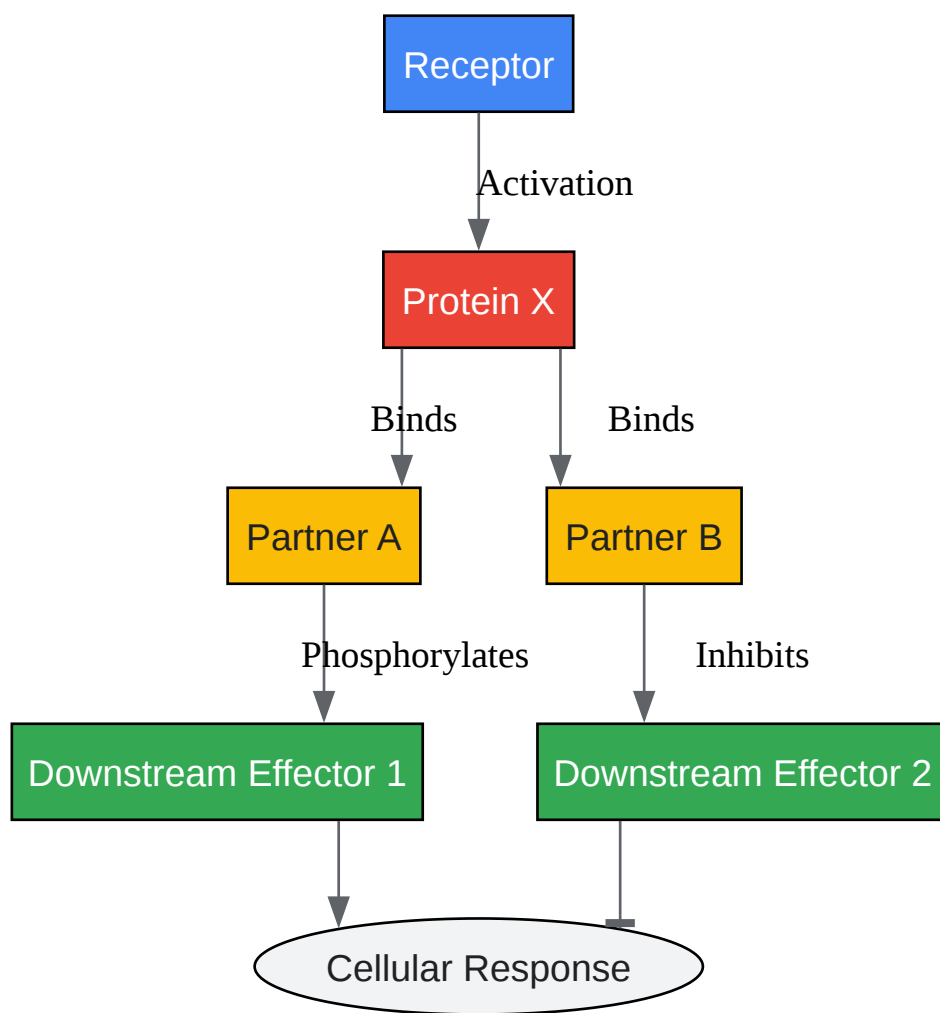 Receptor
Activation
Protein X
Binds
Binds
Partner A
Partner B
Phosphorylates
Inhibits
Downstream Effector 1
Downstream Effector 2
Cellular Response